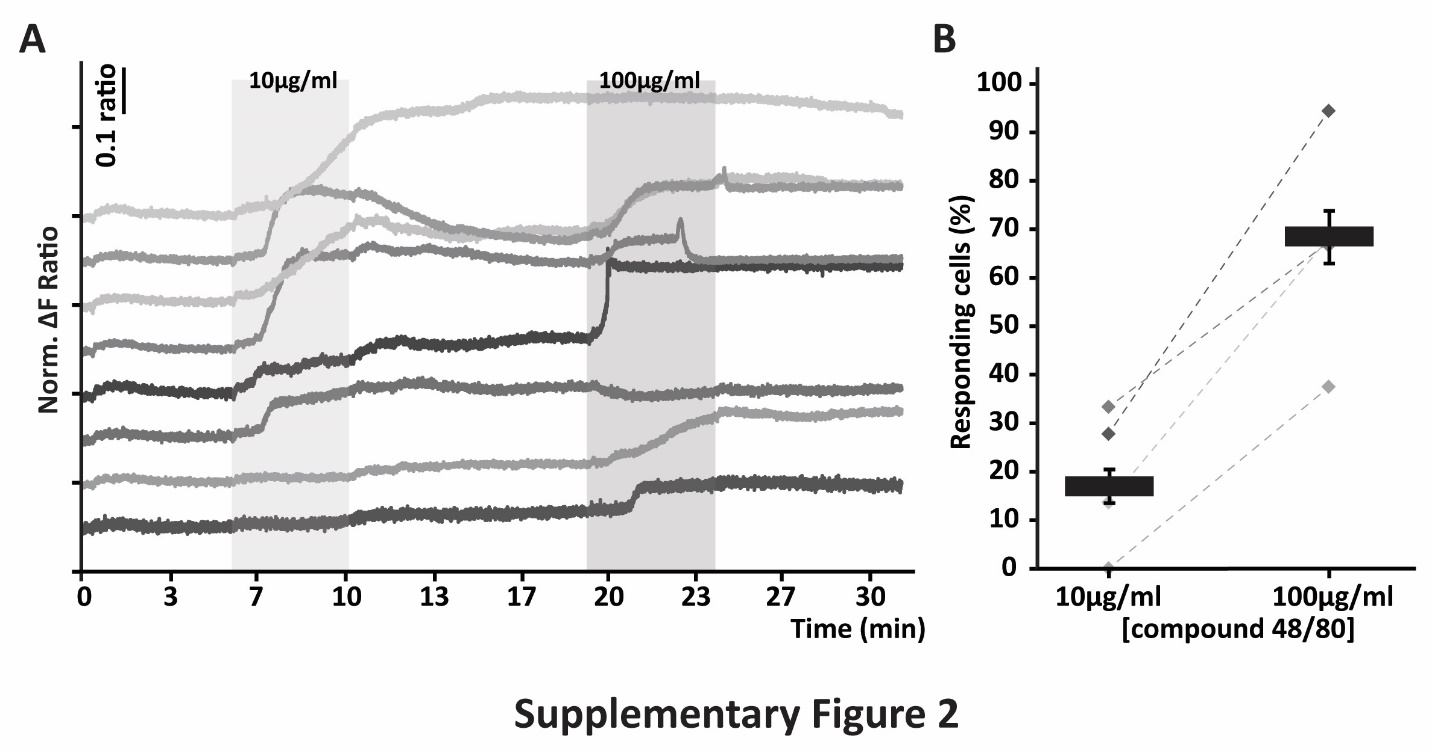 A
0.1 ratio
10µg/ml
100µg/ml
Norm. ΔF Ratio
0 3 7 10 13 17 20 23 27 30
Time (min)
B
Responding cells (%)
100
90
80
70
60
50
40
30
20
10
0
10µg/ml 100µg/ml
[compound 48/80]
Supplementary Figure 2